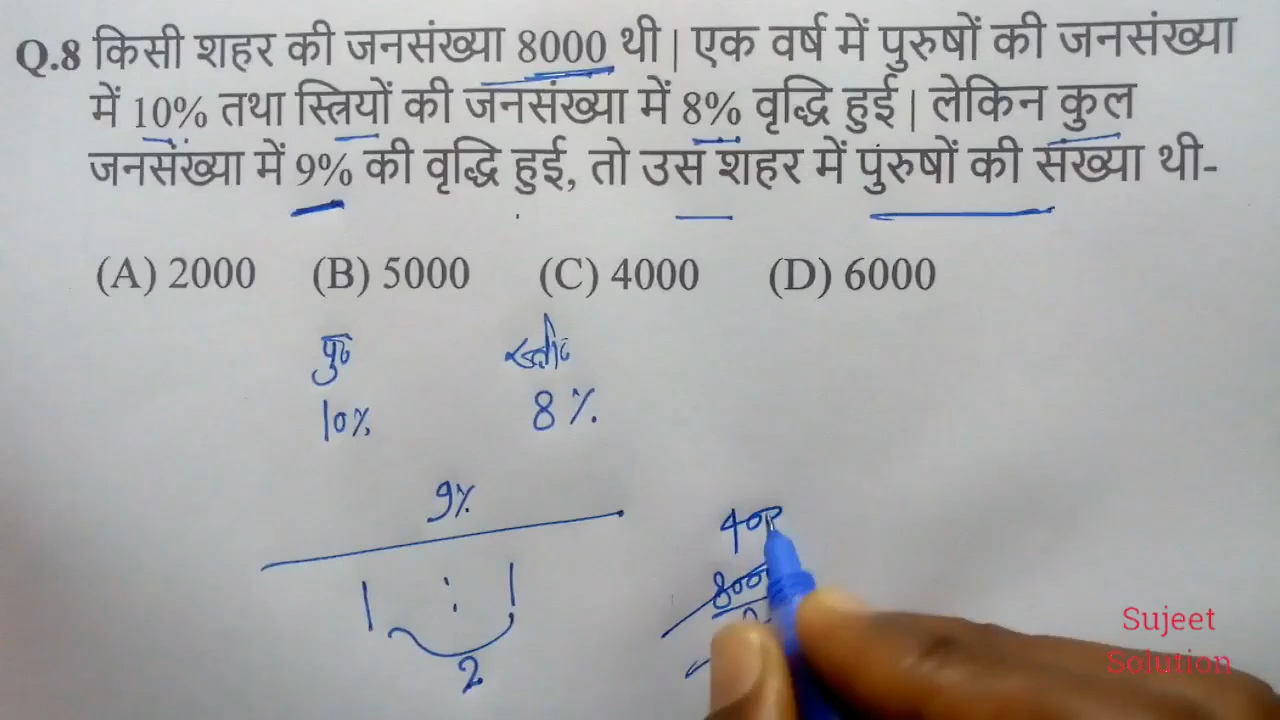 Q.8 किसी शहर की जनसंख्या 8000 थी | एक वर्ष में पुरुषों की जनसंख्या
में 10% तथा स्त्रियों की जनसंख्या में 8% वृद्धि हुई | लेकिन कुल
जनसंख्या में 9% की वृद्धि हुई, तो उस शहर में पुरुषों की संख्या थी-
(A) 2000 (B) 5000 (C) 4000 (D) 6000
पु०
10% 8%
9%
1 : 1
2
Sujeet
Solution